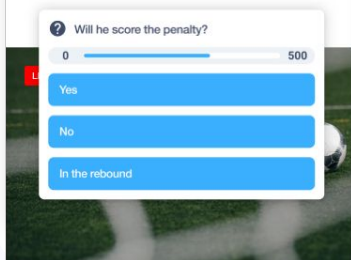 Will he score the penalty?
0 500
Yes
No
In the rebound